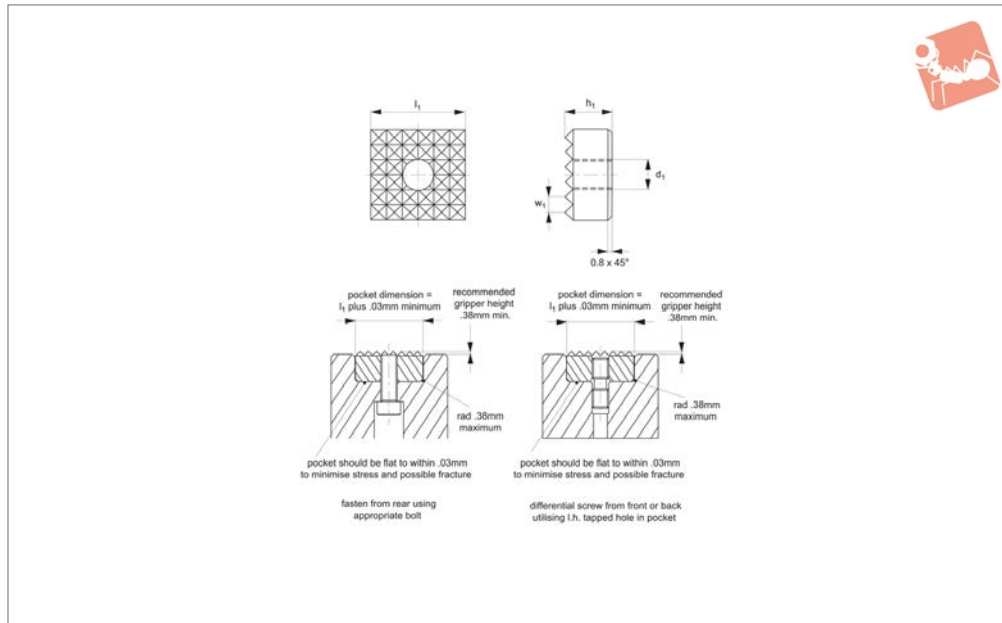 l₁
h₁
d₁
w₁
0.8 x 45°
pocket dimension =
l₁ plus .03mm minimum
recommended
gripper height
.38mm min.
rad .38mm
maximum
pocket should be flat to within .03mm
to minimise stress and possible fracture
fasten from rear using
appropriate bolt
pocket dimension =
l₁ plus .03mm minimum
recommended
gripper height
.38mm min.
rad .38mm
maximum
pocket should be flat to within .03mm
to minimise stress and possible fracture
differential screw from front or back
utilising l.h. tapped hole in pocket